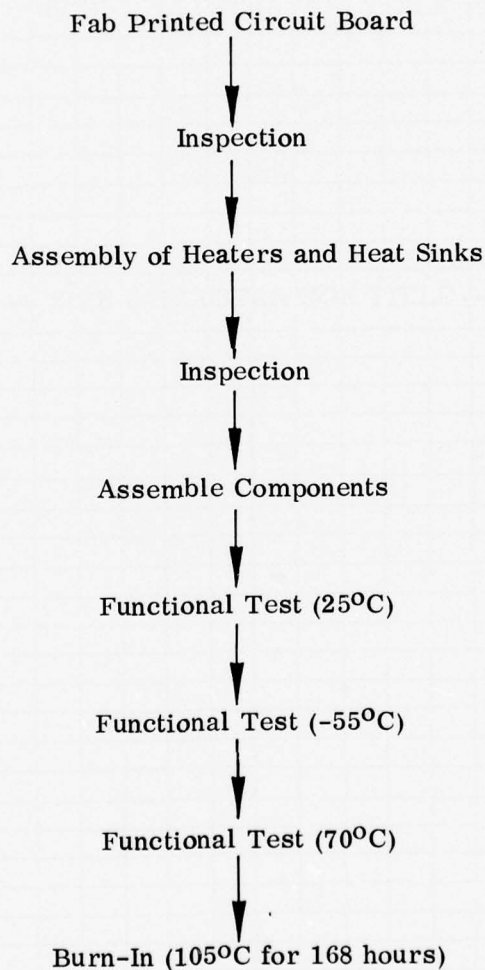 Fab Printed Circuit Board
Inspection
Assembly of Heaters and Heat Sinks
Inspection
Assemble Components
Functional Test (25°C)
Functional Test (-55°C)
Functional Test (70°C)
Burn-In (105°C for 168 hours)